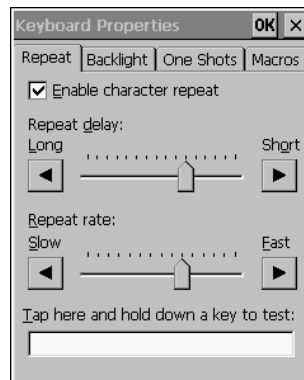 Keyboard Properties OK ×
Repeat Backlight One Shots Macros
Enable character repeat
Repeat delay:
Long Short
Repeat rate:
Slow Fast
Tap here and hold down a key to test: